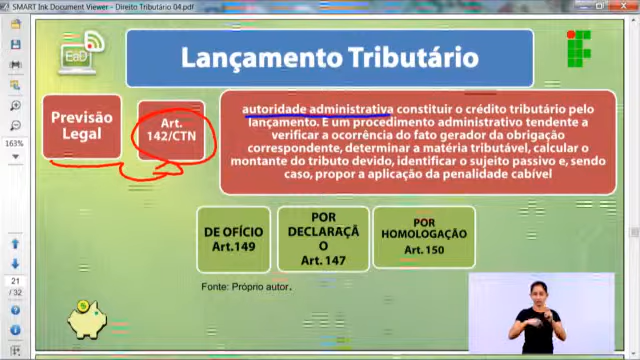 SMART Ink Document Viewer - Direito Tributário 04.pdf
EaD
Lançamento Tributário
Previsão
Legal
Art.
142/CTN
autoridade administrativa constituir o crédito tributário pelo
lançamento. É um procedimento administrativo tendente a
verificar a ocorrência do fato gerador da obrigação
correspondente, determinar a matéria tributável, calcular o
montante do tributo devido, identificar o sujeito passivo e, sendo
caso, propor a aplicação da penalidade cabível
DE OFÍCIO
Art.149
POR
DECLARAÇÃ
O
Art. 147
POR
HOMOLOGAÇÃO
Art. 150
Fonte: Próprio autor.
163%
21
/ 32